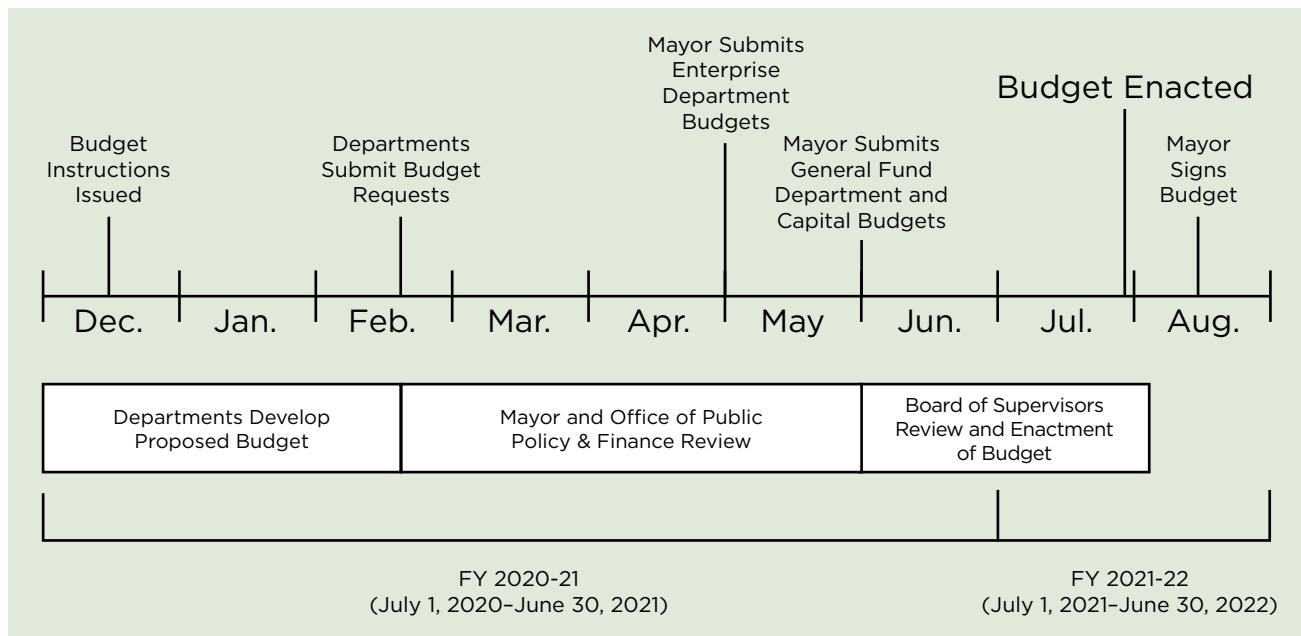 Mayor Submits
Enterprise
Department
Budgets
Budget Enacted
Budget
Instructions
Issued
Departments
Submit Budget
Requests
Mayor Submits
General Fund
Department and
Capital Budgets
Mayor
Signs
Budget
Dec. Jan. Feb. Mar. Apr. May Jun. Jul. Aug.
Departments Develop
Proposed Budget
Mayor and Office of Public
Policy & Finance Review
Board of Supervisors
Review and Enactment
of Budget
FY 2020-21
(July 1, 2020–June 30, 2021)
FY 2021-22
(July 1, 2021–June 30, 2022)